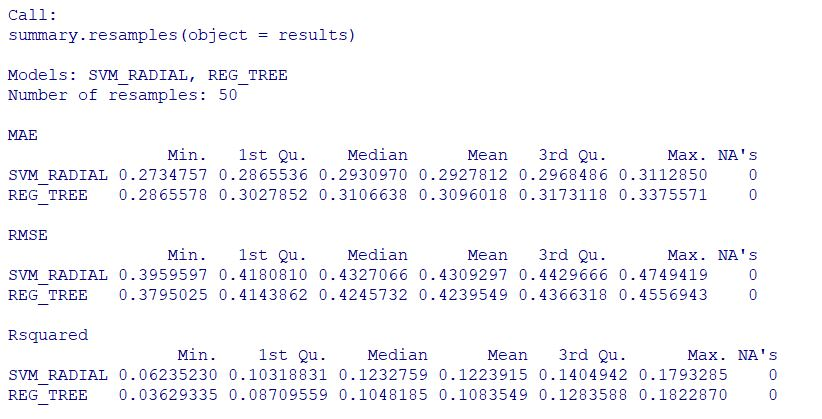 Call:
summary.resamples(object = results)
Models: SVM_RADIAL, REG_TREE
Number of resamples: 50
MAE
Min. 1st Qu. Median Mean 3rd Qu. Max. NA's
SVM_RADIAL 0.2734757 0.2865536 0.2930970 0.2927812 0.2968486 0.3112850 0
REG_TREE 0.2865578 0.3027852 0.3106638 0.3096018 0.3173118 0.3375571 0
RMSE
Min. 1st Qu. Median Mean 3rd Qu. Max. NA's
SVM_RADIAL 0.3959597 0.4180810 0.4327066 0.4309297 0.4429666 0.4749419 0
REG_TREE 0.3795025 0.4143862 0.4245732 0.4239549 0.4366318 0.4556943 0
Rsquared
Min. 1st Qu. Median Mean 3rd Qu. Max. NA's
SVM_RADIAL 0.06235230 0.10318831 0.1232759 0.1223915 0.1404942 0.1793285 0
REG_TREE 0.03629335 0.08709559 0.1048185 0.1083549 0.1283588 0.1822870 0